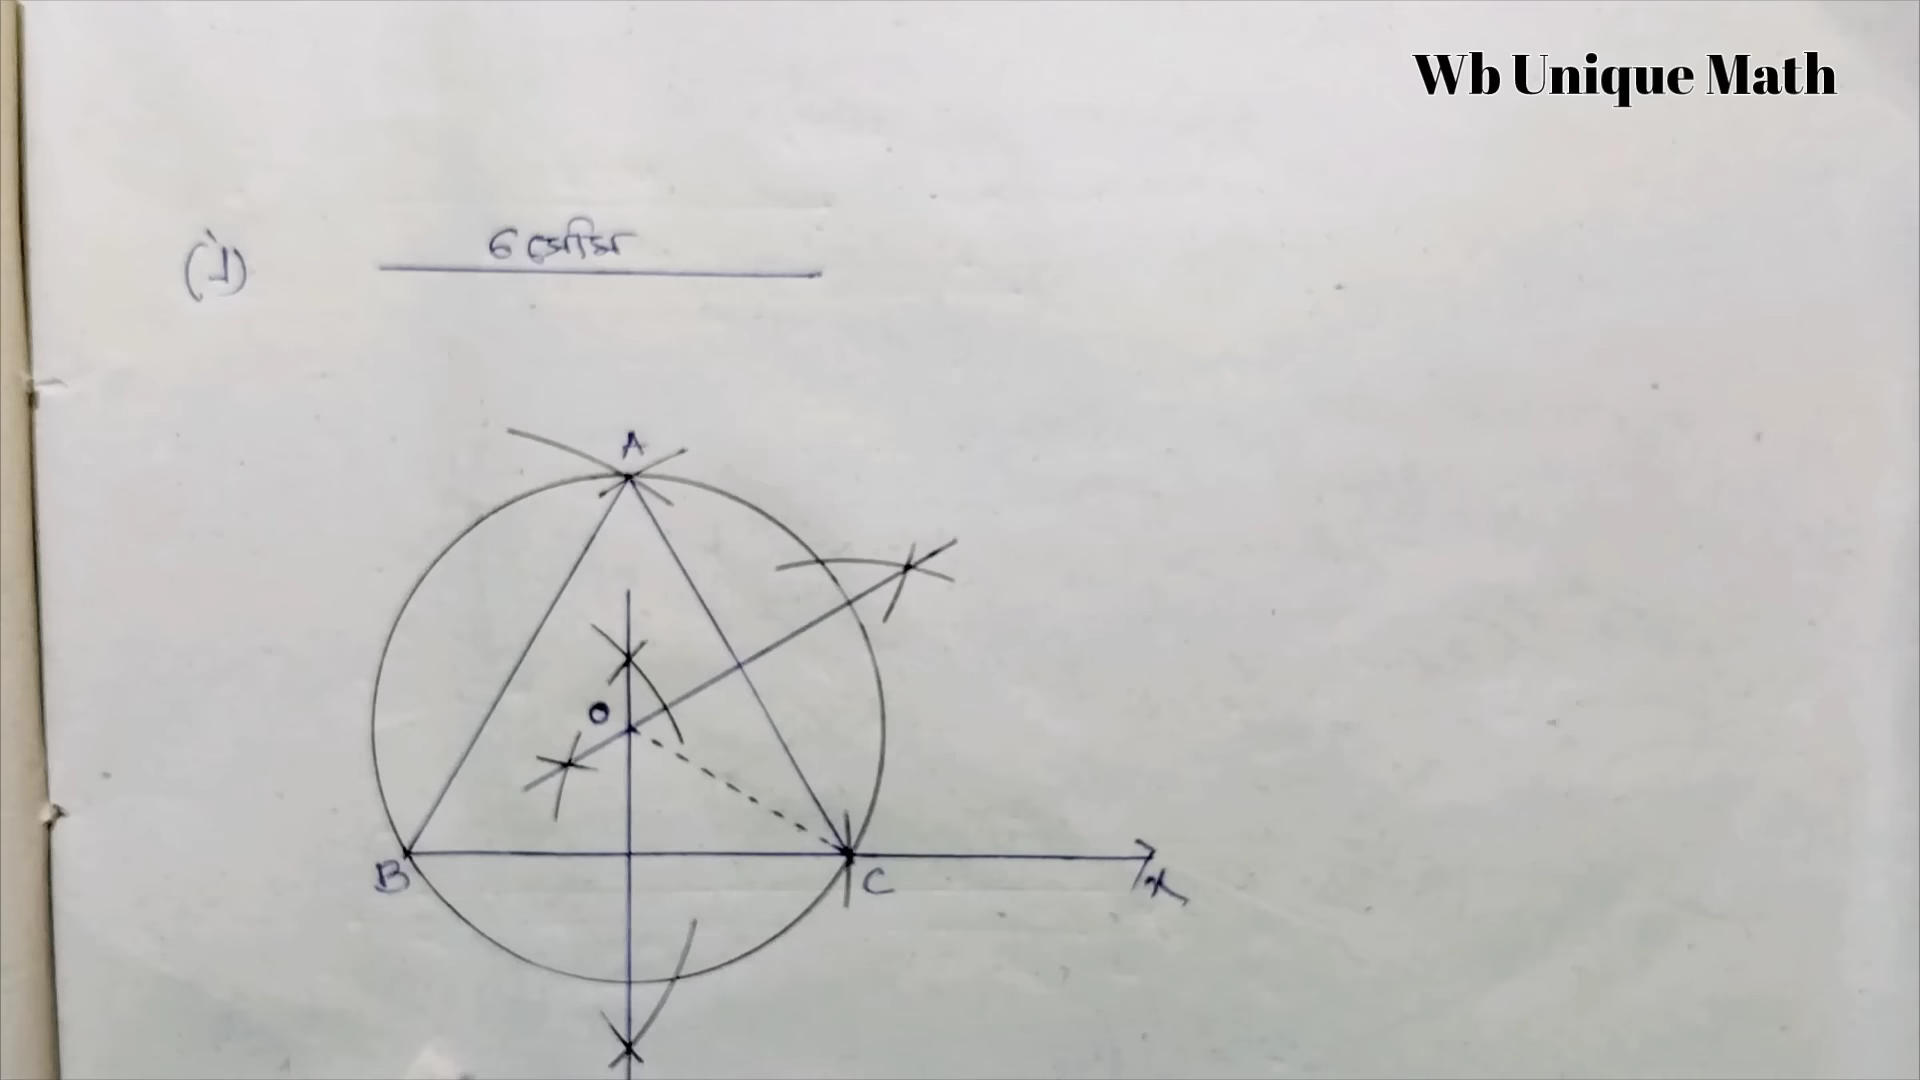 Wb Unique Math
(i) 6 সেমি
A
O
B
C
x